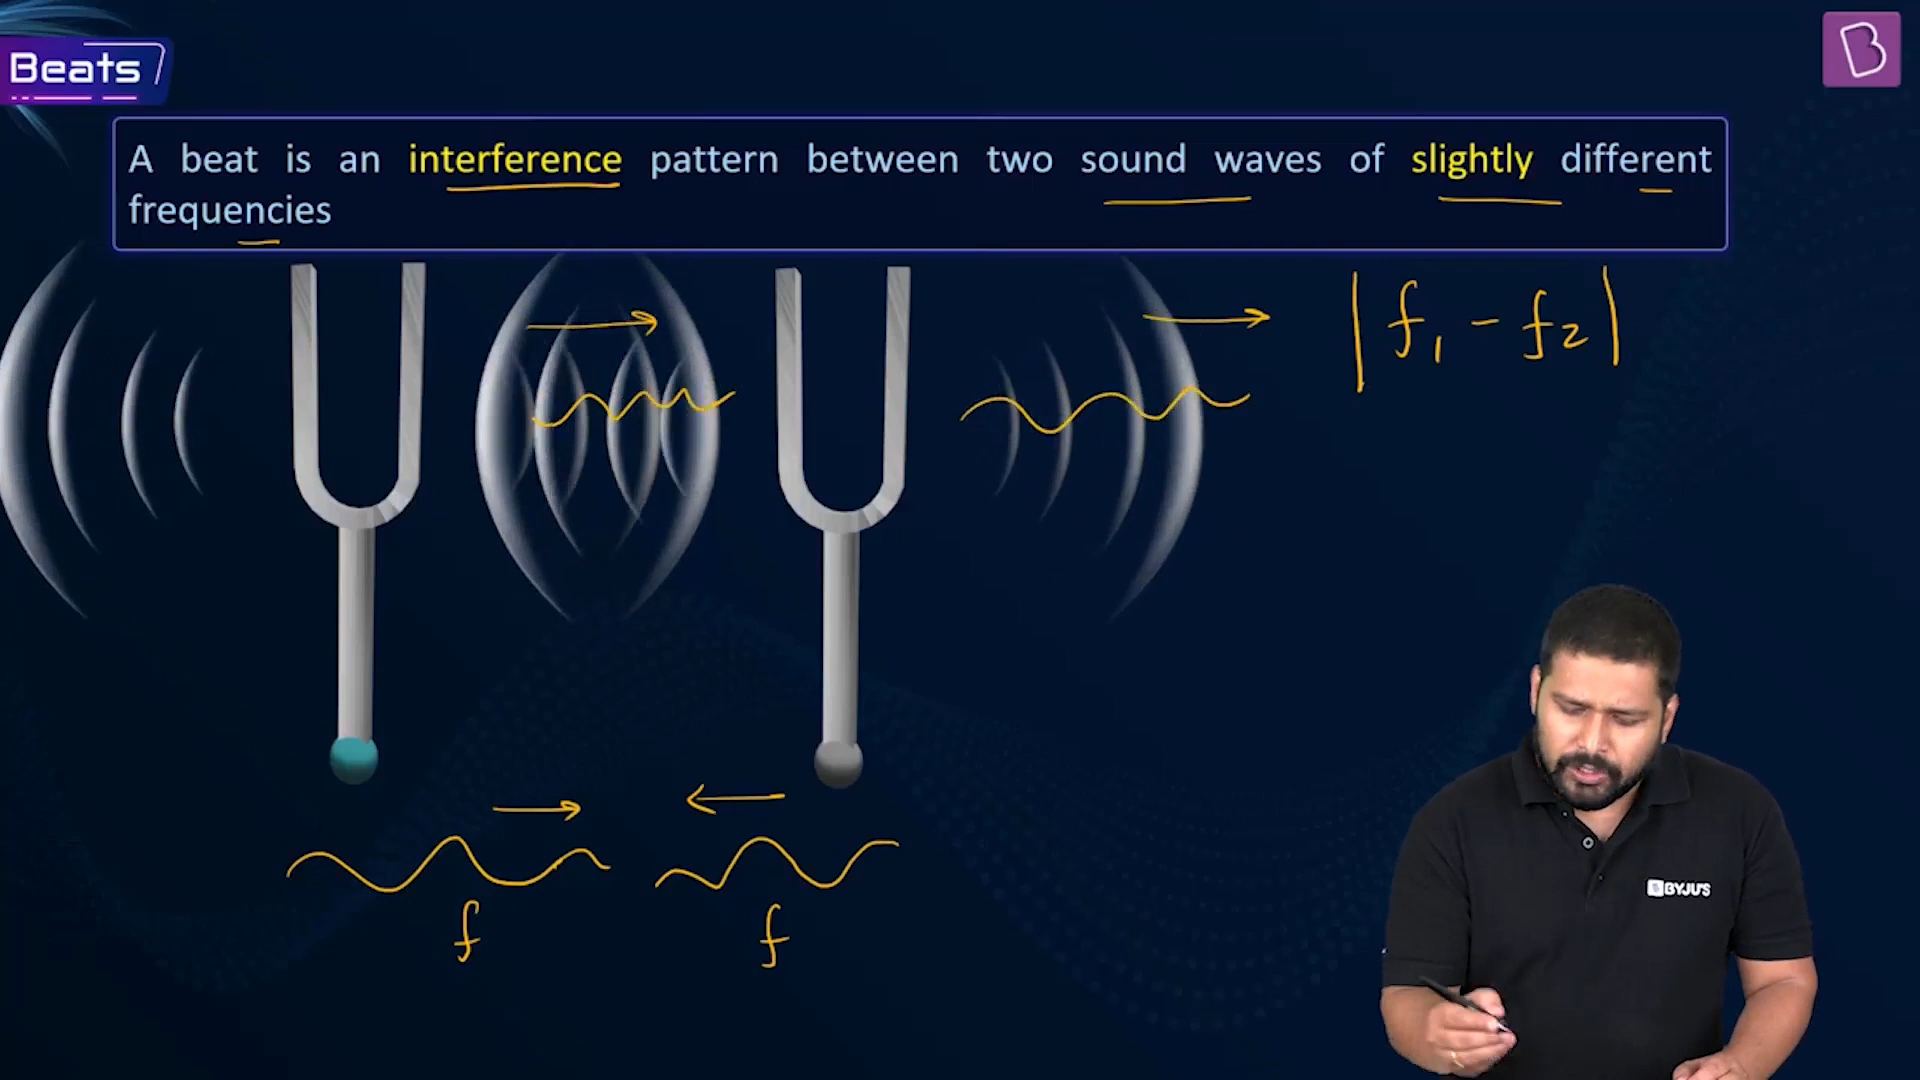 Beats
A beat is an interference pattern between two sound waves of slightly different
frequencies
|f₁ - f₂|
BYJU'S
f f